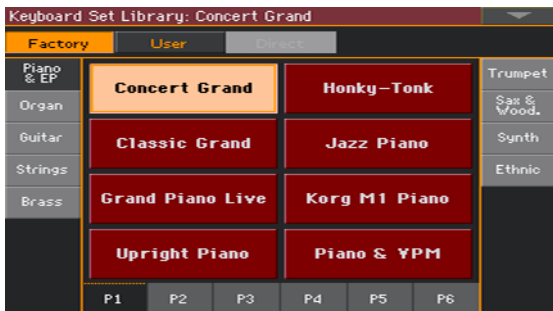 Keyboard Set Library: Concert Grand
Factory
User
Direct
Piano
& EP
Organ
Guitar
Strings
Brass
Concert Grand
Honky-Tonk
Classic Grand
Jazz Piano
Grand Piano Live
Korg M1 Piano
Upright Piano
Piano & VPM
Trumpet
Sax &
Wood.
Synth
Ethnic
P1
P2
P3
P4
P5
P6